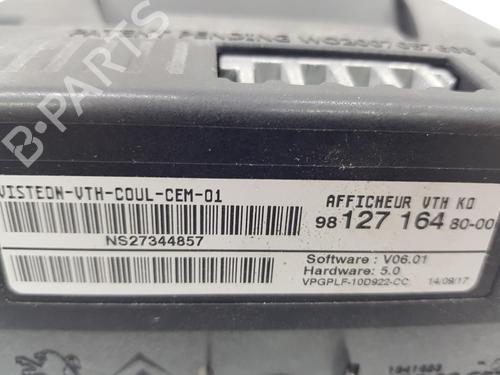 PATENT PENDING
VISTEON-VTH-COUL-CEM-01
AFFICHEUR VTH KO
98 127 164 80-00
NS27344857
Software : V06.01
Hardware: 5.0
VPGPLF-10D922-CC 14/09/17
B-PARTS